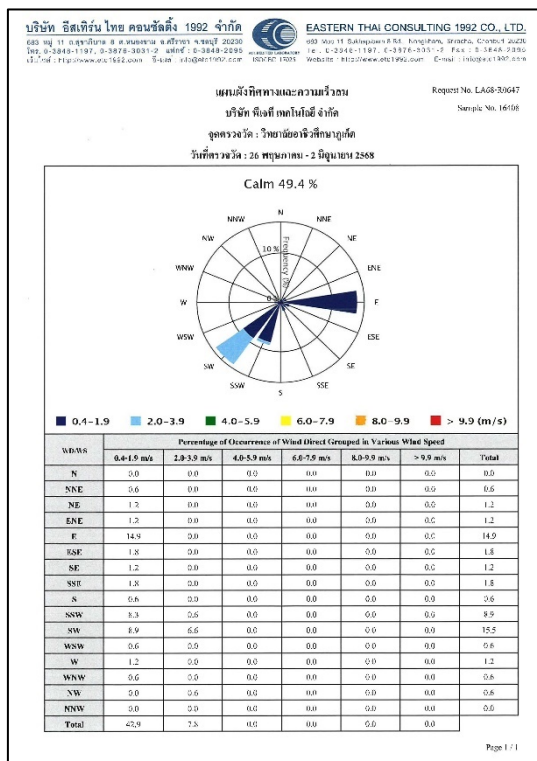 บริษัท อีสเทิร์น ไทย คอนซัลติ้ง 1992 จำกัด
EASTERN THAI CONSULTING 1992 CO., LTD.
แผนผังทิศทางและความเร็วลม
Request No. LA68-R0647
บริษัท พีเจที เทคโนโลยี จำกัด
Sample No. 16408
จุดตรวจวัด : วิทยาลัยอาชีวศึกษาภูเก็ต
วันที่ตรวจวัด : 26 พฤษภาคม - 2 มิถุนายน 2568
Calm 49.4 %
N
NNW
NNE
NW
NE
10 %
Frequency (%)
WNW
ENE
W
0 %
E
WSW
ESE
SW
SE
SSW
SSE
S
0.4-1.9 2.0-3.9 4.0-5.9 6.0-7.9 8.0-9.9 > 9.9 (m/s)
WD/WS Percentage of Occurrence of Wind Direct Grouped in Various Wind Speed
0.4-1.9 m/s 2.0-3.9 m/s 4.0-5.9 m/s 6.0-7.9 m/s 8.0-9.9 m/s > 9.9 m/s Total
N 0.0 0.0 0.0 0.0 0.0 0.0 0.0
NNE 0.6 0.0 0.0 0.0 0.0 0.0 0.6
NE 1.2 0.0 0.0 0.0 0.0 0.0 1.2
ENE 1.2 0.0 0.0 0.0 0.0 0.0 1.2
E 14.9 0.0 0.0 0.0 0.0 0.0 14.9
ESE 1.8 0.0 0.0 0.0 0.0 0.0 1.8
SE 1.2 0.0 0.0 0.0 0.0 0.0 1.2
SSE 1.8 0.0 0.0 0.0 0.0 0.0 1.8
S 0.6 0.0 0.0 0.0 0.0 0.0 0.6
SSW 8.3 0.6 0.0 0.0 0.0 0.0 8.9
SW 8.9 6.6 0.0 0.0 0.0 0.0 15.5
WSW 0.6 0.0 0.0 0.0 0.0 0.0 0.6
W 1.2 0.0 0.0 0.0 0.0 0.0 1.2
WNW 0.6 0.0 0.0 0.0 0.0 0.0 0.6
NW 0.0 0.6 0.0 0.0 0.0 0.0 0.6
NNW 0.0 0.0 0.0 0.0 0.0 0.0 0.0
Total 42.9 7.8 0.0 0.0 0.0 0.0
Page 1 / 1